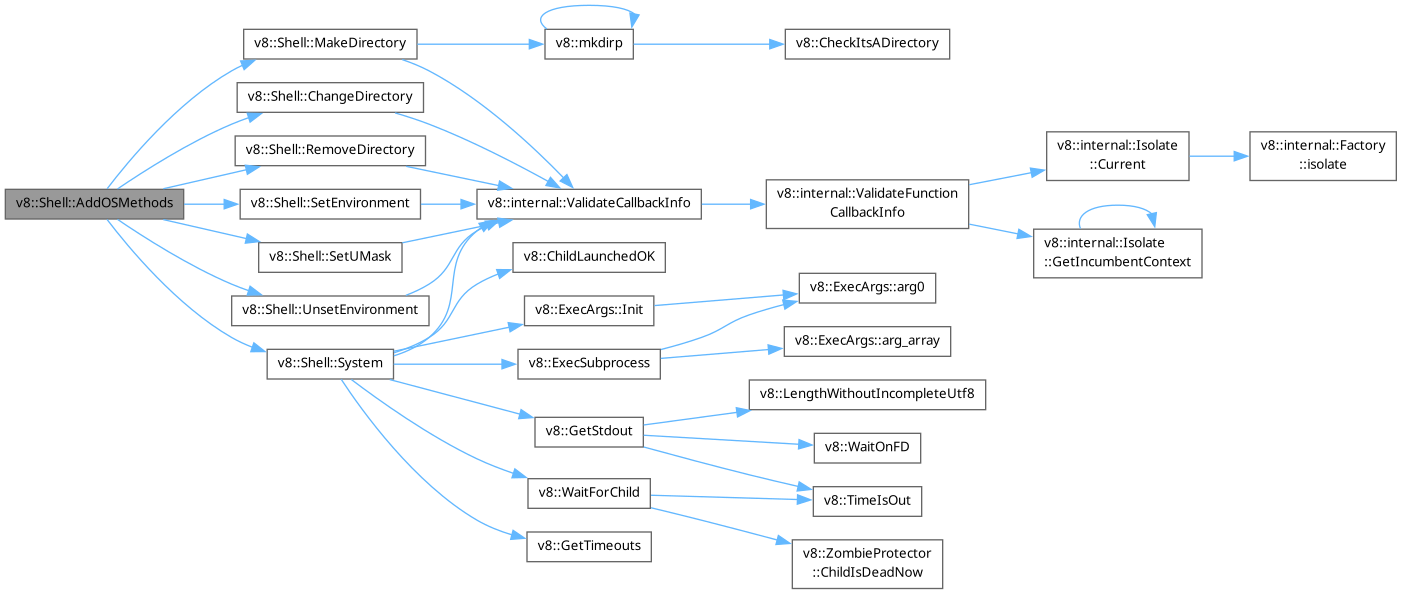 v8::Shell::AddOSMethods
v8::Shell::MakeDirectory
v8::Shell::ChangeDirectory
v8::Shell::RemoveDirectory
v8::Shell::SetEnvironment
v8::Shell::SetUMask
v8::Shell::UnsetEnvironment
v8::Shell::System
v8::mkdirp
v8::internal::ValidateCallbackInfo
v8::ChildLaunchedOK
v8::ExecArgs::Init
v8::ExecSubprocess
v8::GetStdout
v8::WaitForChild
v8::GetTimeouts
v8::CheckItsADirectory
v8::internal::ValidateFunction
CallbackInfo
v8::ExecArgs::arg0
v8::ExecArgs::arg_array
v8::LengthWithoutIncompleteUtf8
v8::WaitOnFD
v8::TimeIsOut
v8::ZombieProtector
::ChildIsDeadNow
v8::internal::Isolate
::Current
v8::internal::Isolate
::GetIncumbentContext
v8::internal::Factory
::isolate